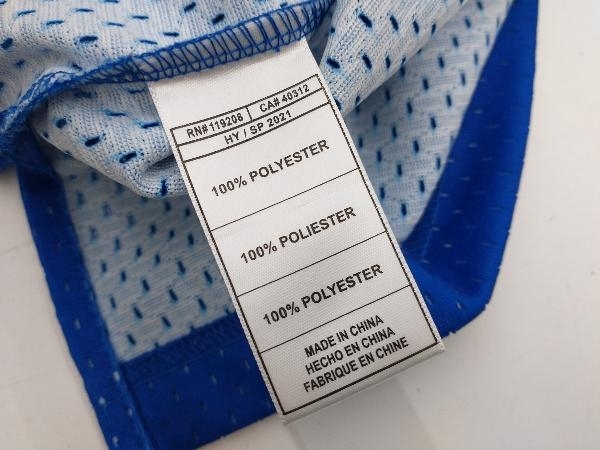 RN#119206 CA# 40312
HY / SP 2021
100% POLYESTER
100% POLIESTER
100% POLYESTER
MADE IN CHINA
HECHO EN CHINA
FABRIQUE EN CHINE